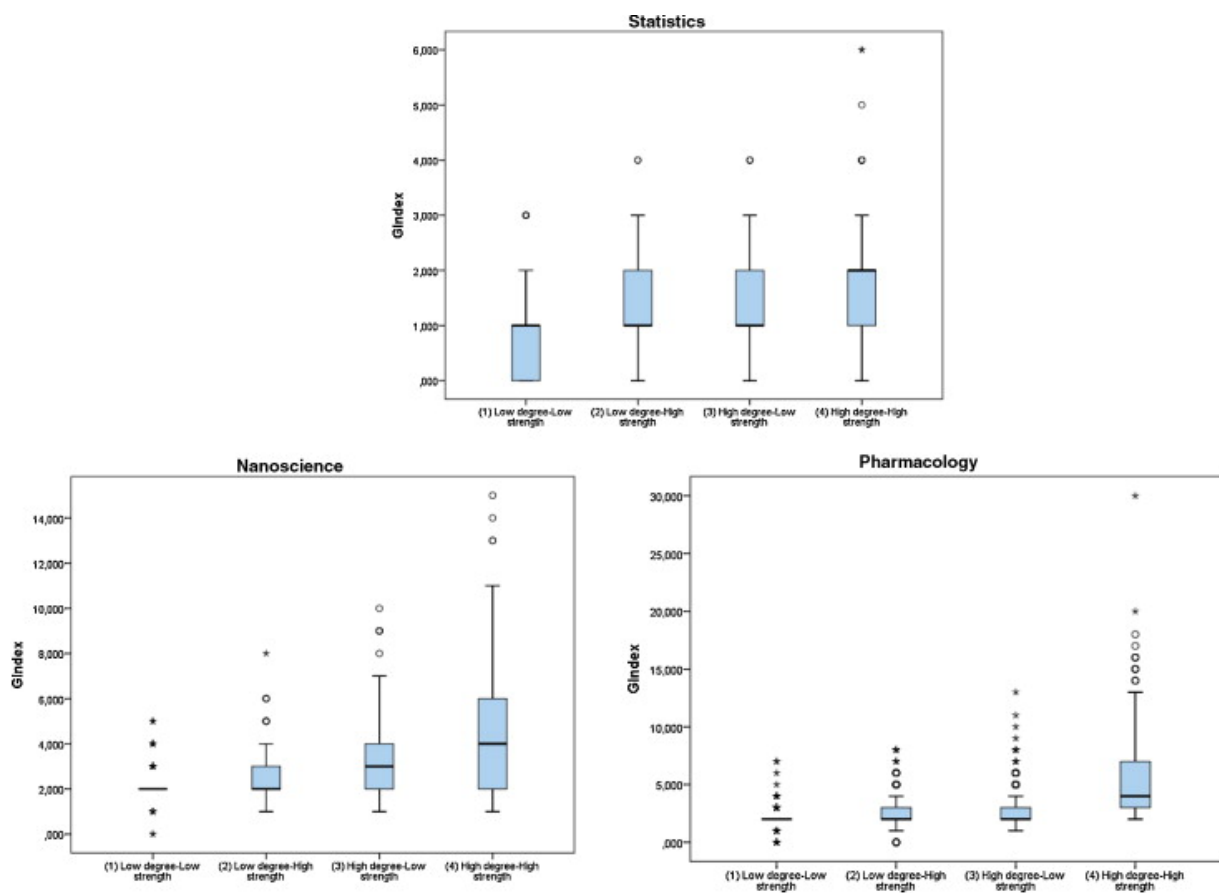 Statistics
6,000
5,000
4,000
3,000
2,000
1,000
,000
GIndex
(1) Low degree-Low
strength
(2) Low degree-High
strength
(3) High degree-Low
strength
(4) High degree-High
strength
Nanoscience
14,000
12,000
10,000
8,000
6,000
4,000
2,000
,000
GIndex
(1) Low degree-Low
strength
(2) Low degree-High
strength
(3) High degree-Low
strength
(4) High degree-High
strength
Pharmacology
30,000
25,000
20,000
15,000
10,000
5,000
,000
GIndex
(1) Low degree-Low
strength
(2) Low degree-High
strength
(3) High degree-Low
strength
(4) High degree-High
strength